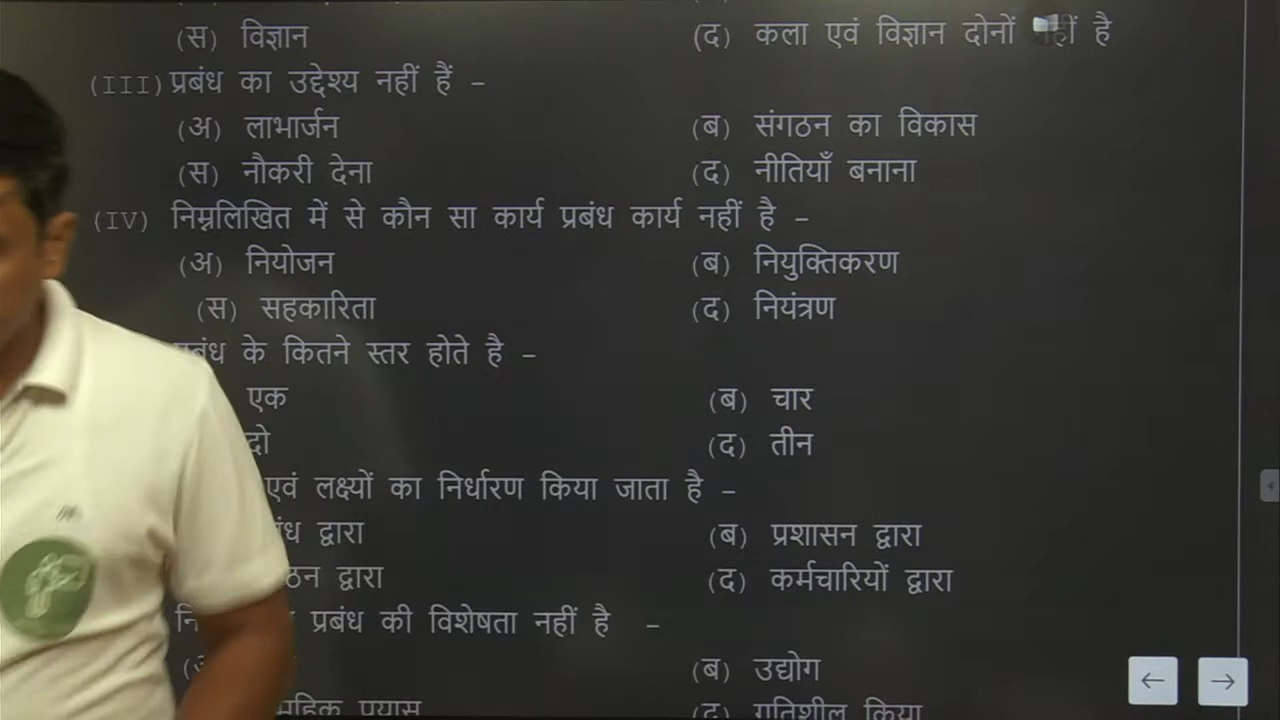 (स) विज्ञान (द) कला एवं विज्ञान दोनों है
(III) प्रबंध का उद्देश्य नहीं हैं -
(अ) लाभार्जन (ब) संगठन का विकास
(स) नौकरी देना (द) नीतियाँ बनाना
(IV) निम्नलिखित में से कौन सा कार्य प्रबंध कार्य नहीं है -
(अ) नियोजन (ब) नियुक्तिकरण
(स) सहकारिता (द) नियंत्रण
के कितने स्तर होते है -
एक (ब) चार
दो (द) तीन
एवं लक्ष्यों का निर्धारण किया जाता है -
द्वारा (ब) प्रशासन द्वारा
द्वारा (द) कर्मचारियों द्वारा
प्रबंध की विशेषता नहीं है -
(ब) उद्योग